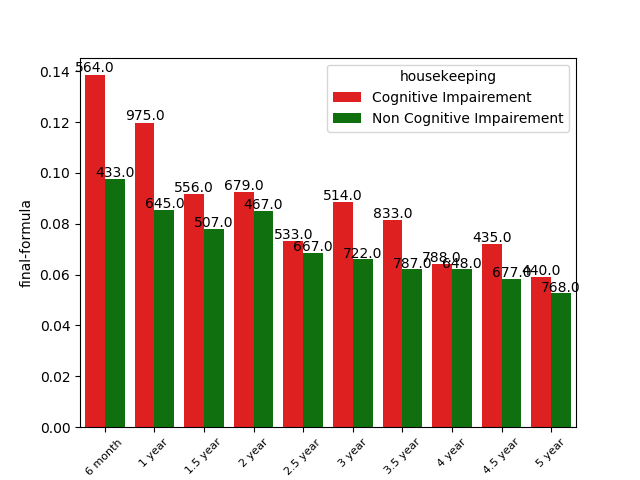 housekeeping
Cognitive Impairement
Non Cognitive Impairement
final-formula
0.14
0.12
0.10
0.08
0.06
0.04
0.02
0.00
564.0
433.0
975.0
645.0
556.0
507.0
679.0
467.0
533.0
667.0
514.0
722.0
833.0
787.0
788.0
648.0
435.0
677.0
440.0
768.0
6 month
1 year
1.5 year
2 year
2.5 year
3 year
3.5 year
4 year
4.5 year
5 year